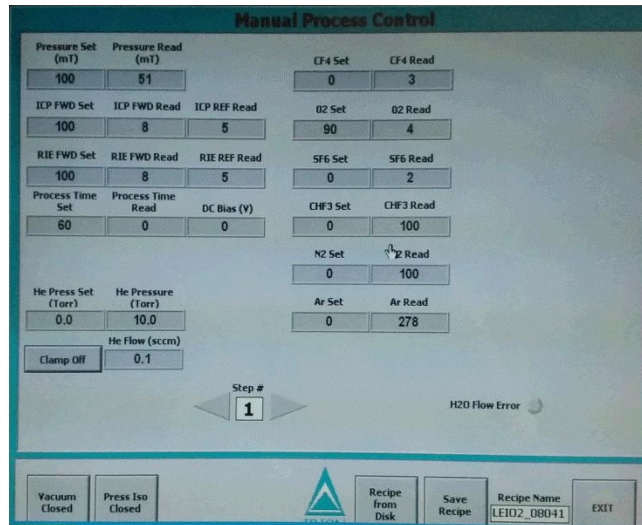 Manual Process Control
Pressure Set (mT)
Pressure Read (mT)
100
51
ICP FWD Set
ICP FWD Read
ICP REF Read
100
8
5
RIE FWD Set
RIE FWD Read
RIE REF Read
100
8
5
Process Time Set
Process Time Read
DC Bias (V)
60
0
0
He Press Set (Torr)
He Pressure (Torr)
0.0
10.0
Clamp Off
He Flow (sccm)
0.1
CF4 Set
CF4 Read
0
3
O2 Set
O2 Read
90
4
SF6 Set
SF6 Read
0
2
CHF3 Set
CHF3 Read
0
100
N2 Set
2 Read
0
100
Ar Set
Ar Read
0
278
Step #
1
H2O Flow Error
Vacuum Closed
Press Iso Closed
Recipe from Disk
Save Recipe
Recipe Name
LEIO2_08041
EXIT